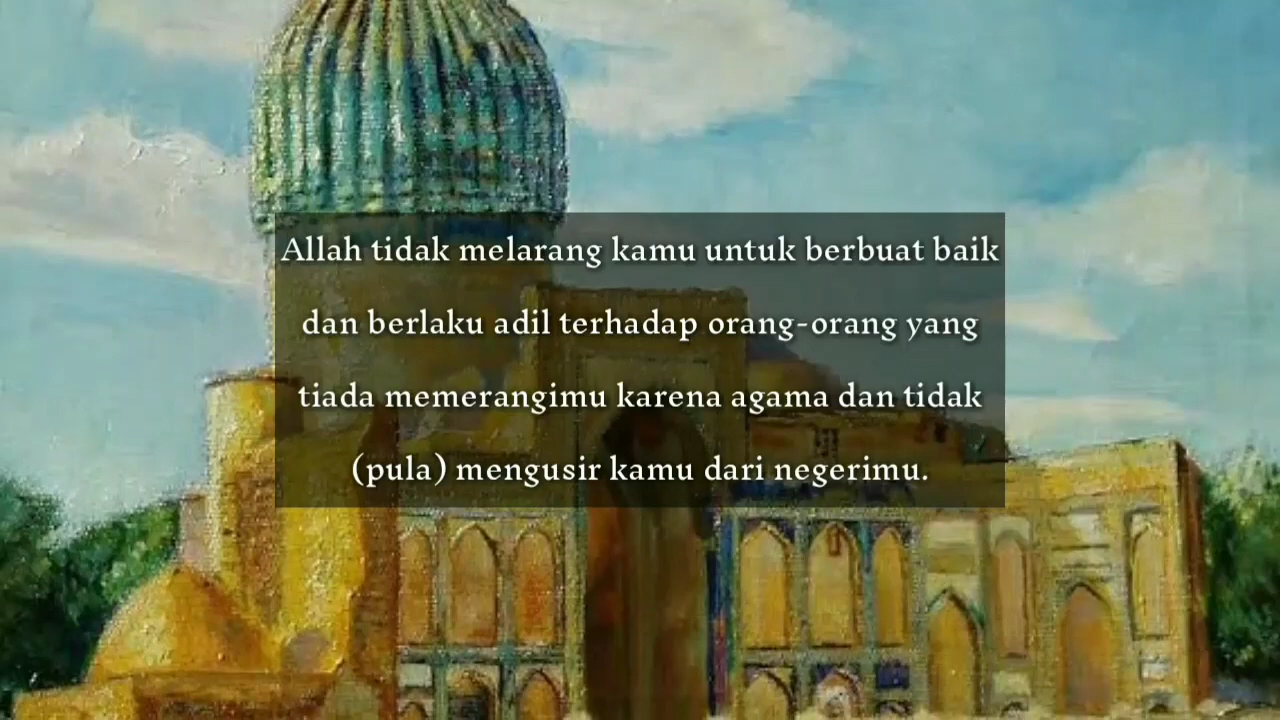 Allah tidak melarang kamu untuk berbuat baik
dan berlaku adil terhadap orang-orang yang
tiada memerangimu karena agama dan tidak
(pula) mengusir kamu dari negerimu.